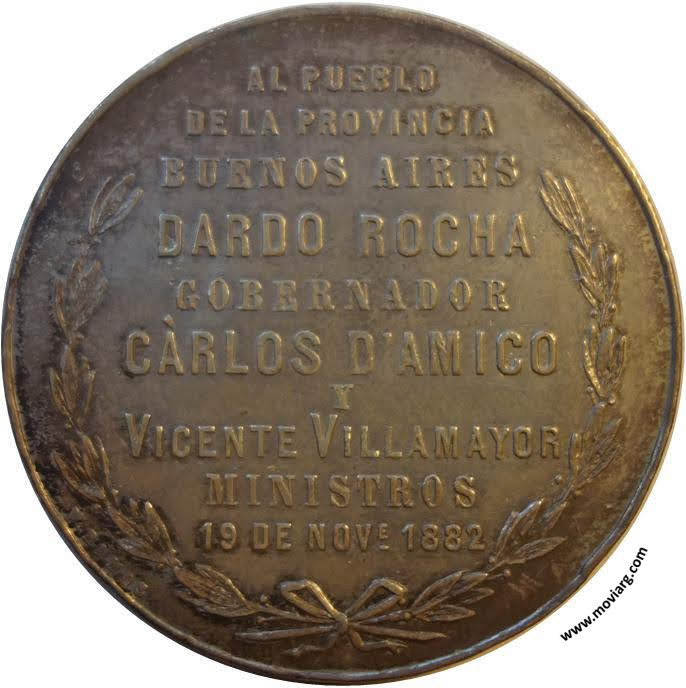 AL PUEBLO
DE LA PROVINCIA
BUENOS AIRES
DARDO ROCHA
GOBERNADOR
CÀRLOS D'AMICO
Y
VICENTE VILLAMAYOR
MINISTROS
19 DE NOVE 1882
www.moviarg.com